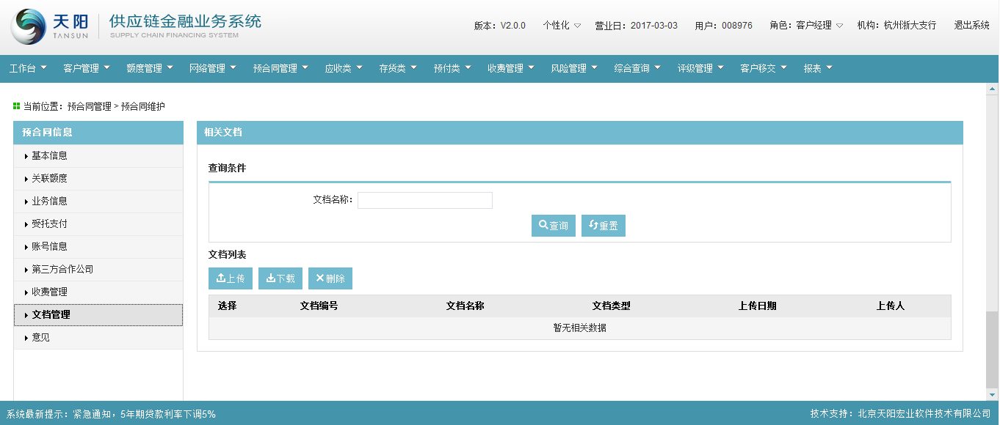 天阳 TANSUN 供应链金融业务系统 SUPPLY CHAIN FINANCING SYSTEM
版本：V2.0.0 个性化 营业日：2017-03-03 用户：008976 角色：客户经理 机构：杭州浙大支行 退出系统
工作台 客户管理 额度管理 网络管理 预合同管理 应收类 存货类 预付类 收费管理 风险管理 综合查询 评级管理 客户移交 报表
当前位置：预合同管理 > 预合同维护
预合同信息
基本信息
关联额度
业务信息
受托支付
账号信息
第三方合作公司
收费管理
文档管理
意见
相关文档
查询条件
文档名称：
查询 重置
文档列表
上传 下载 删除
选择 文档编号 文档名称 文档类型 上传日期 上传人
暂无相关数据
系统最新提示：紧急通知，5年期货款利率下调5%
技术支持：北京天阳宏业软件技术有限公司